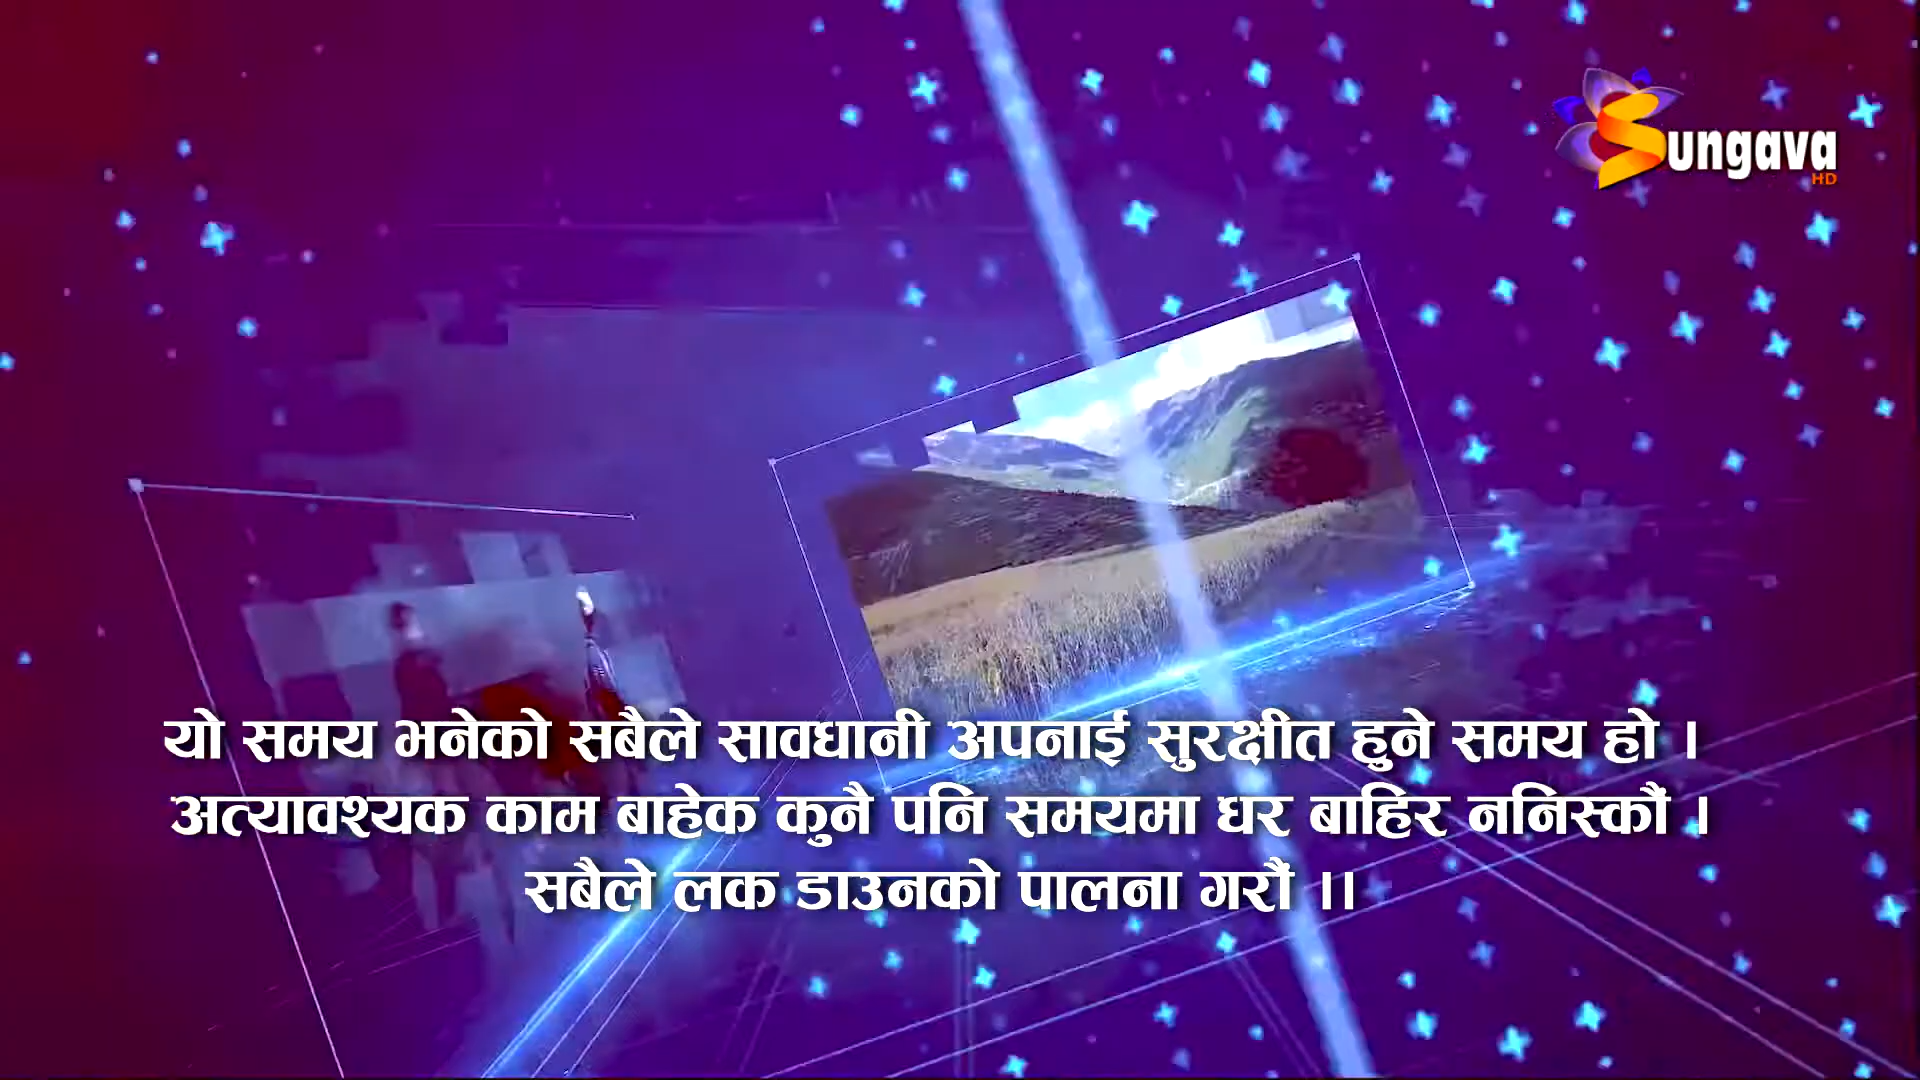 Sungava
HD
यो समय भनेको सबैले सावधानी अपनाई सुरक्षीत हुने समय हो ।
अत्यावश्यक काम बाहेक कुनै पनि समयमा घर बाहिर ननिस्कौं ।
सबैले लक डाउनको पालना गरौं ।।